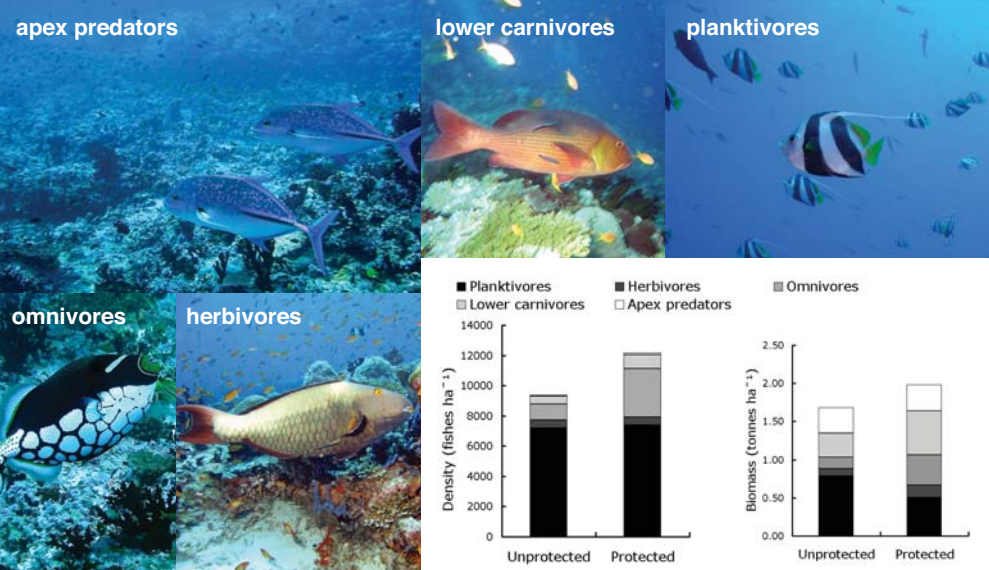 apex predators
lower carnivores
planktivores
omnivores
herbivores
Planktivores Herbivores Omnivores
Lower carnivores Apex predators
14000
12000
10000
8000
6000
4000
2000
0
Density (fishes ha⁻¹)
Unprotected Protected
2.50
2.00
1.50
1.00
0.50
0.00
Biomass (tonnes ha⁻¹)
Unprotected Protected